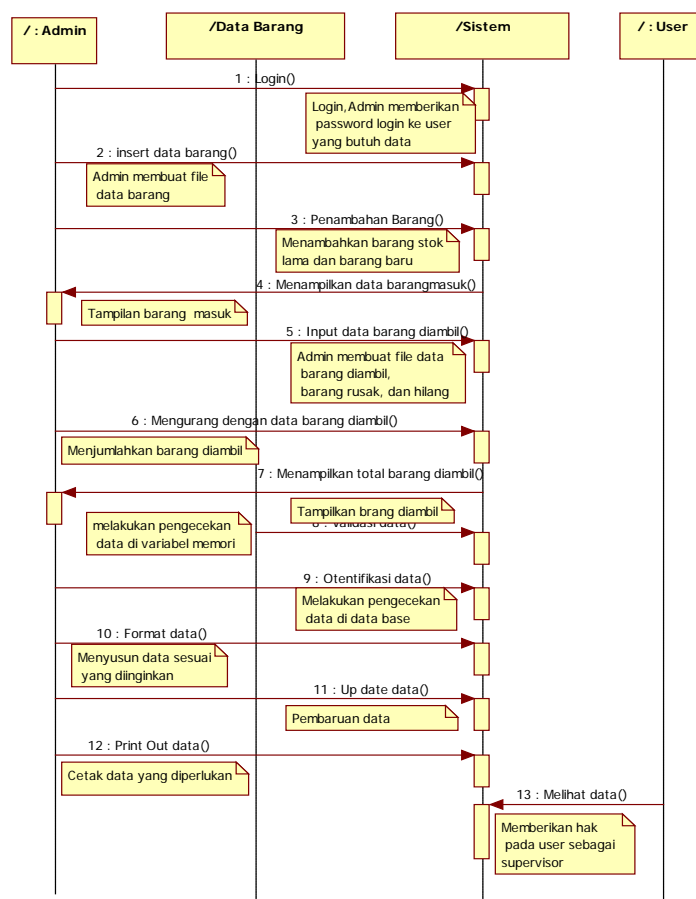 / : Admin
/Data Barang
/Sistem
/ : User
1 : Login()
Login,Admin memberikan
password login ke user
yang butuh data
2 : insert data barang()
Admin membuat file
data barang
3 : Penambahan Barang()
Menambahkan barang stok
lama dan barang baru
4 : Menampilkan data barangmasuk()
Tampilan barang masuk
5 : Input data barang diambil()
Admin membuat file data
barang diambil,
barang rusak, dan hilang
6 : Mengurang dengan data barang diambil()
Menjumlahkan barang diambil
7 : Menampilkan total barang diambil()
Tampilkan brang diambil
8 : Validasi data()
melakukan pengecekan
data di variabel memori
9 : Otentifikasi data()
Melakukan pengecekan
data di data base
10 : Format data()
Menyusun data sesuai
yang diinginkan
11 : Up date data()
Pembaruan data
12 : Print Out data()
Cetak data yang diperlukan
13 : Melihat data()
Memberikan hak
pada user sebagai
supervisor